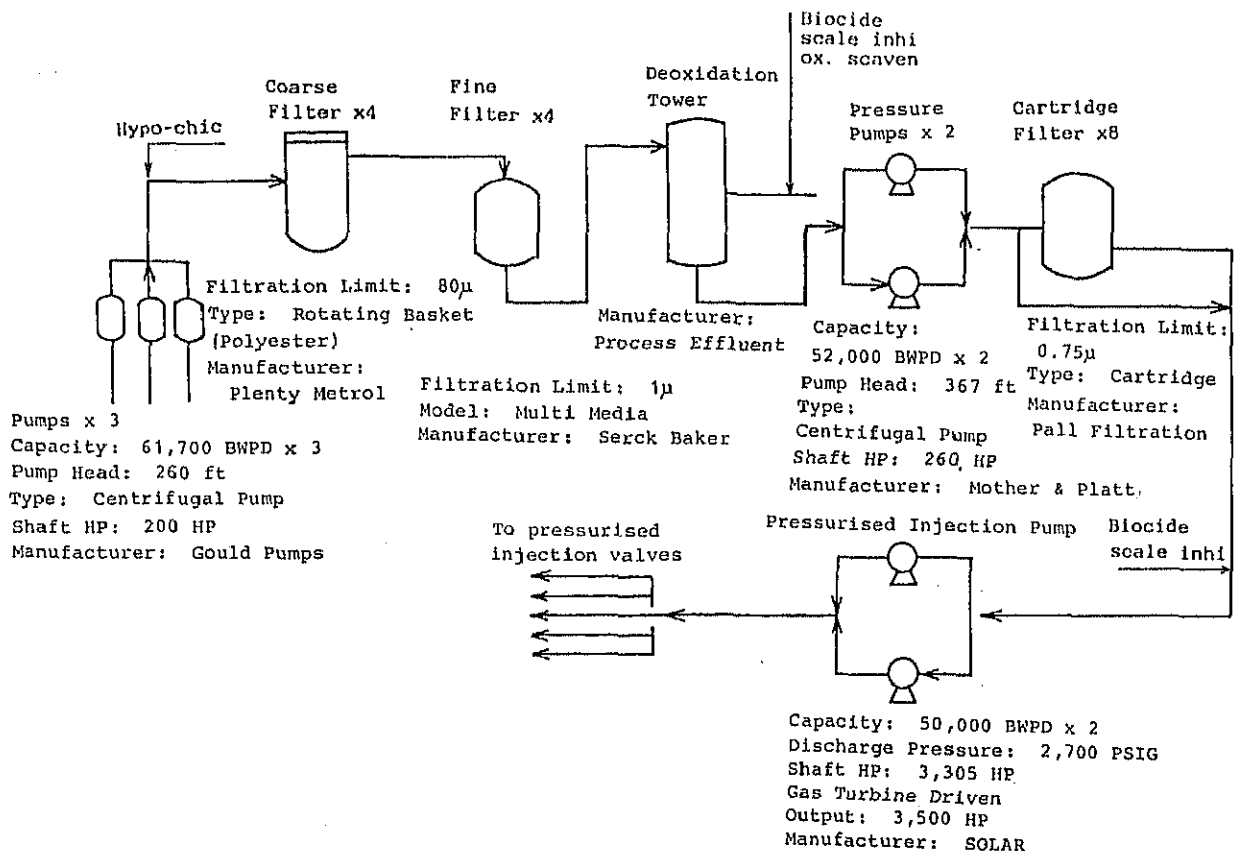 Biocide
scale inhi
ox. scaven
Deoxidation
Tower
Coarse
Filter x4
Fine
Filter x4
Pressure
Pumps x 2
Cartridge
Filter x8
Hypo-chic
Filtration Limit: 80μ
Type: Rotating Basket
(Polyester)
Manufacturer:
Plenty Metrol
Manufacturer:
Process Effluent
Filtration Limit: 1μ
Model: Multi Media
Manufacturer: Serck Baker
Capacity:
52,000 BWPD x 2
Pump Head: 367 ft
Type:
Centrifugal Pump
Shaft HP: 260 HP
Manufacturer: Mother & Platt
Filtration Limit:
0.75μ
Type: Cartridge
Manufacturer:
Pall Filtration
Pumps x 3
Capacity: 61,700 BWPD x 3
Pump Head: 260 ft
Type: Centrifugal Pump
Shaft HP: 200 HP
Manufacturer: Gould Pumps
To pressurised
injection valves
Pressurised Injection Pump
Biocide
scale inhi
Capacity: 50,000 BWPD x 2
Discharge Pressure: 2,700 PSIG
Shaft HP: 3,305 HP
Gas Turbine Driven
Output: 3,500 HP
Manufacturer: SOLAR